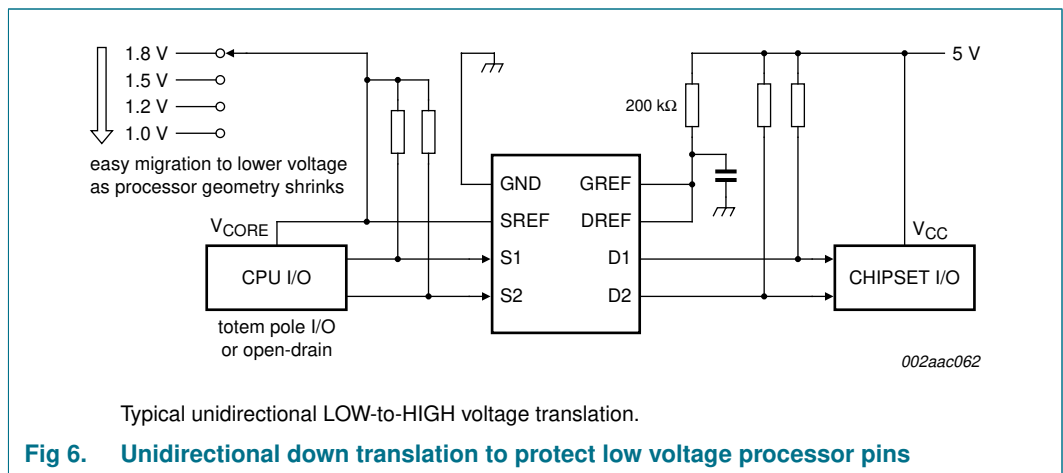 1.8 V
1.5 V
1.2 V
1.0 V
easy migration to lower voltage
as processor geometry shrinks
5 V
200 kΩ
GND
GREF
SREF
DREF
S1
D1
S2
D2
VCORE
CPU I/O
totem pole I/O
or open-drain
VCC
CHIPSET I/O
002aac062
Typical unidirectional LOW-to-HIGH voltage translation.
Fig 6. Unidirectional down translation to protect low voltage processor pins